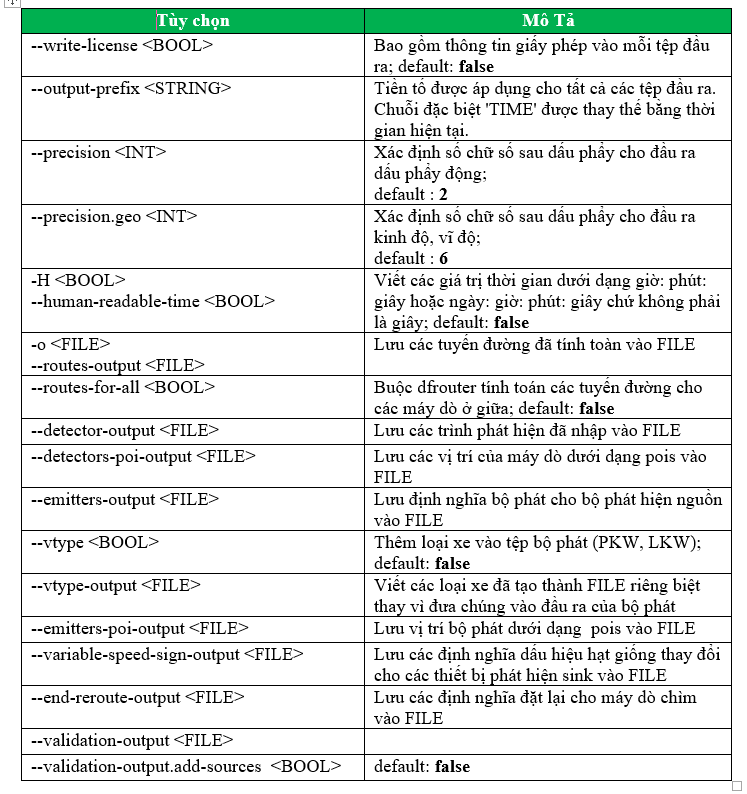 Tùy chọn
Mô Tả
--write-license <BOOL>
Bao gồm thông tin giấy phép vào mỗi tệp đầu
ra; default: false
--output-prefix <STRING>
Tiền tố được áp dụng cho tất cả các tệp đầu ra.
Chuỗi đặc biệt 'TIME' được thay thế bằng thời
gian hiện tại.
--precision <INT>
Xác định số chữ số sau dấu phẩy cho đầu ra
dấu phẩy động;
default : 2
--precision.geo <INT>
Xác định số chữ số sau dấu phẩy cho đầu ra
kinh độ, vĩ độ;
default : 6
-H <BOOL>
--human-readable-time <BOOL>
Viết các giá trị thời gian dưới dạng giờ: phút:
giây hoặc ngày: giờ: phút: giây chứ không phải
là giây; default: false
-o <FILE>
--routes-output <FILE>
Lưu các tuyến đường đã tính toàn vào FILE
--routes-for-all <BOOL>
Buộc dfrouter tính toán các tuyến đường cho
các máy dò ở giữa; default: false
--detector-output <FILE>
Lưu các trình phát hiện đã nhập vào FILE
--detectors-poi-output <FILE>
Lưu các vị trí của máy dò dưới dạng pois vào
FILE
--emitters-output <FILE>
Lưu định nghĩa bộ phát cho bộ phát hiện nguồn
vào FILE
--vtype <BOOL>
Thêm loại xe vào tệp bộ phát (PKW, LKW);
default: false
--vtype-output <FILE>
Viết các loại xe đã tạo thành FILE riêng biệt
thay vì đưa chúng vào đầu ra của bộ phát
--emitters-poi-output <FILE>
Lưu vị trí bộ phát dưới dạng pois vào FILE
--variable-speed-sign-output <FILE>
Lưu các định nghĩa dấu hiệu hạt giống thay đổi
cho các thiết bị phát hiện sink vào FILE
--end-reroute-output <FILE>
Lưu các định nghĩa đặt lại cho máy dò chìm
vào FILE
--validation-output <FILE>
--validation-output.add-sources <BOOL>
default: false